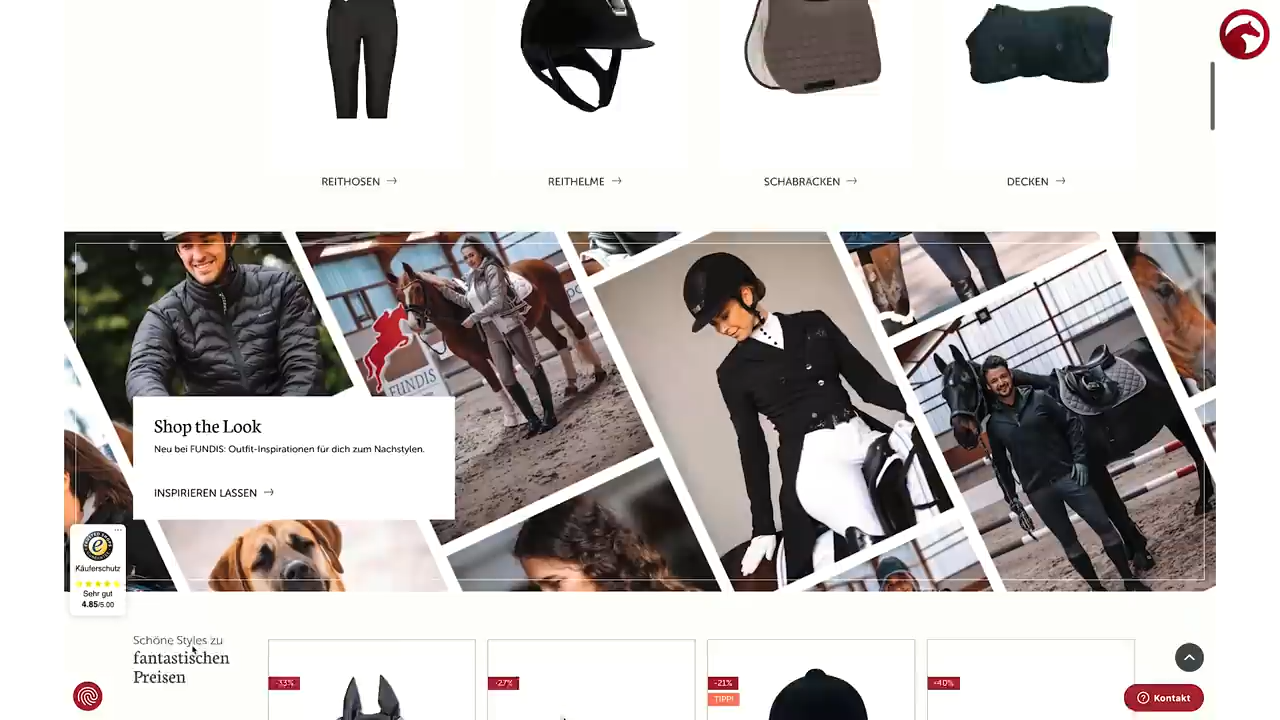 REITHOSEN →
REITHELME →
SCHABRACKEN →
DECKEN →
FUNDIS
Shop the Look
Neu bei FUNDIS: Outfit-Inspirationen für dich zum Nachstylen.
INSPIRIEREN LASSEN →
Käuferschutz
Sehr gut
4.85/5.00
Schöne Styles zu
fantastischen
Preisen
-33%
-27%
-21%
TIPP!
-40%
Kontakt